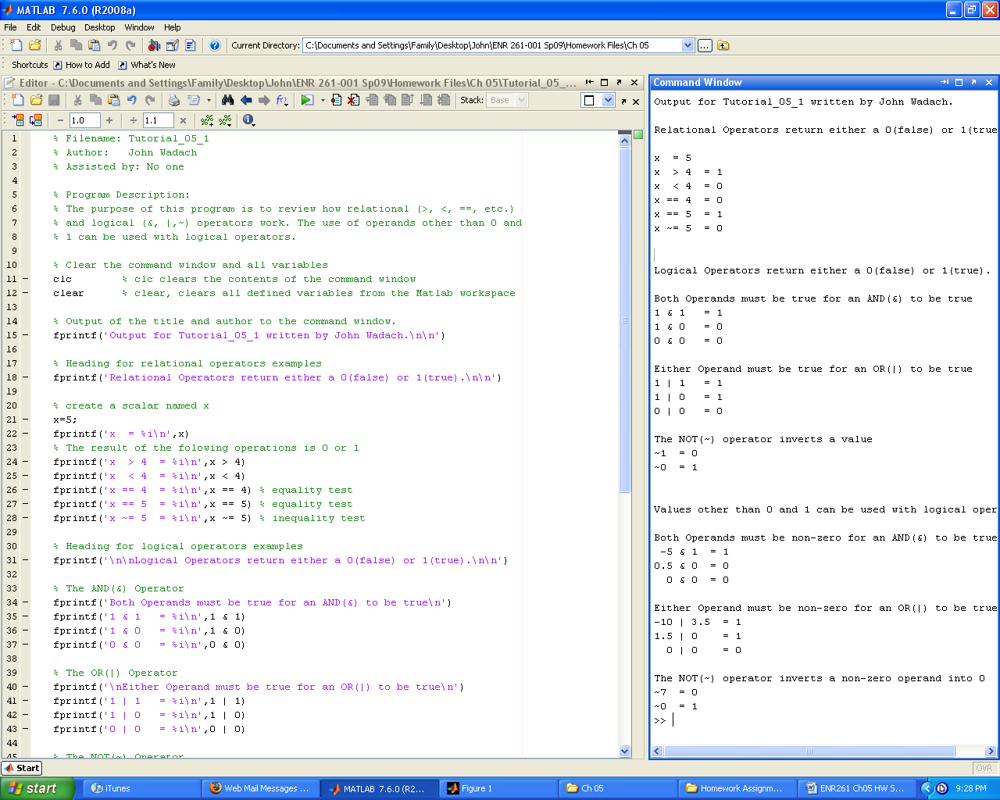 MATLAB  7.6.0 (R2008a)
File Edit Debug Desktop Window Help
Current Directory: C:\Documents and Settings\Family\Desktop\John\ENR 261-001 Sp09\Homework Files\Ch 05
Shortcuts How to Add What's New
Editor - C:\Documents and Settings\Family\Desktop\John\ENR 261-001 Sp09\Homework Files\Ch 05\Tutorial_05_...
Stack: Base
1.0 1.1
1 % Filename: Tutorial_05_1
2 % Author:   John Wadach
3 % Assisted by: No one
4
5 % Program Description:
6 % The purpose of this program is to review how relational (>, <, ==, etc.)
7 % and logical (&, |,~) operators work. The use of operands other than 0 and
8 % 1 can be used with logical operators.
9
10 % Clear the command window and all variables
11 clc        % clc clears the contents of the command window
12 clear      % clear, clears all defined variables from the Matlab workspace
13
14 % Output of the title and author to the command window.
15 fprintf('Output for Tutorial_05_1 written by John Wadach.\n\n')
16
17 % Heading for relational operators examples
18 fprintf('Relational Operators return either a 0(false) or 1(true).\n\n')
19
20 % create a scalar named x
21 x=5;
22 fprintf('x  = %i\n',x)
23 % The result of the folowing operations is 0 or 1
24 fprintf('x  > 4  = %i\n',x > 4)
25 fprintf('x  < 4  = %i\n',x < 4)
26 fprintf('x == 4  = %i\n',x == 4) % equality test
27 fprintf('x == 5  = %i\n',x == 5) % equality test
28 fprintf('x ~= 5  = %i\n',x ~= 5) % inequality test
29
30 % Heading for logical operators examples
31 fprintf('\n\nLogical Operators return either a 0(false) or 1(true).\n\n')
32
33 % The AND(&) Operator
34 fprintf('Both Operands must be true for an AND(&) to be true\n')
35 fprintf('1 & 1   = %i\n',1 & 1)
36 fprintf('1 & 0   = %i\n',1 & 0)
37 fprintf('0 & 0   = %i\n',0 & 0)
38
39 % The OR(|) Operator
40 fprintf('\nEither Operand must be true for an OR(|) to be true\n')
41 fprintf('1 | 1   = %i\n',1 | 1)
42 fprintf('1 | 0   = %i\n',1 | 0)
43 fprintf('0 | 0   = %i\n',0 | 0)
44
45 % The NOT(~) Operator
Command Window
Output for Tutorial_05_1 written by John Wadach.
Relational Operators return either a 0(false) or 1(true
x  = 5
x  > 4  = 1
x  < 4  = 0
x == 4  = 0
x == 5  = 1
x ~= 5  = 0
Logical Operators return either a 0(false) or 1(true).
Both Operands must be true for an AND(&) to be true
1 & 1   = 1
1 & 0   = 0
0 & 0   = 0
Either Operand must be true for an OR(|) to be true
1 | 1   = 1
1 | 0   = 1
0 | 0   = 0
The NOT(~) operator inverts a value
~1  = 0
~0  = 1
Values other than 0 and 1 can be used with logical oper
Both Operands must be non-zero for an AND(&) to be true
-5 & 1  = 1
0.5 & 0  = 0
0 & 0  = 0
Either Operand must be non-zero for an OR(|) to be true
-10 | 3.5  = 1
1.5 | 0    = 1
0 | 0    = 0
The NOT(~) operator inverts a non-zero operand into 0
~7  = 0
~0  = 1
>>
Start
OVR
start iTunes Web Mail Messages ... MATLAB  7.6.0 (R2... Figure 1 Ch 05 Homework Assignm... ENR261 Ch05 HW S... 9:28 PM